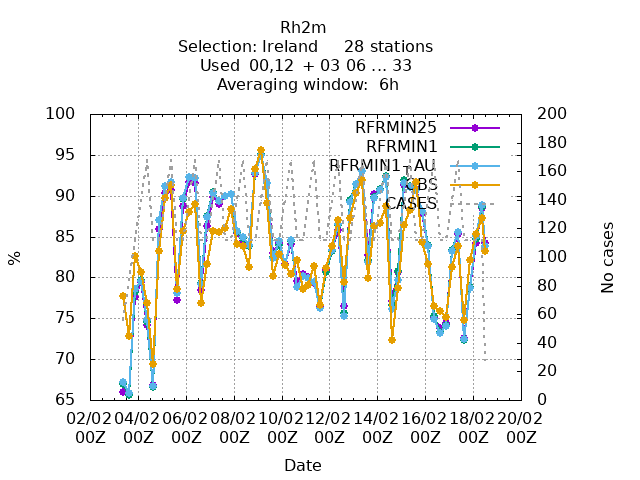 Rh2m
Selection: Ireland 28 stations
Used 00,12 + 03 06 ... 33
Averaging window: 6h
100
95
90
85
80
75
70
65
%
200
180
160
140
120
100
80
60
40
20
0
No cases
RFRMIN25
RFRMIN1
RFRMIN1-AU
OBS
CASES
02/02 04/02 06/02 08/02 10/02 12/02 14/02 16/02 18/02 20/02
00Z 00Z 00Z 00Z 00Z 00Z 00Z 00Z 00Z 00Z
Date